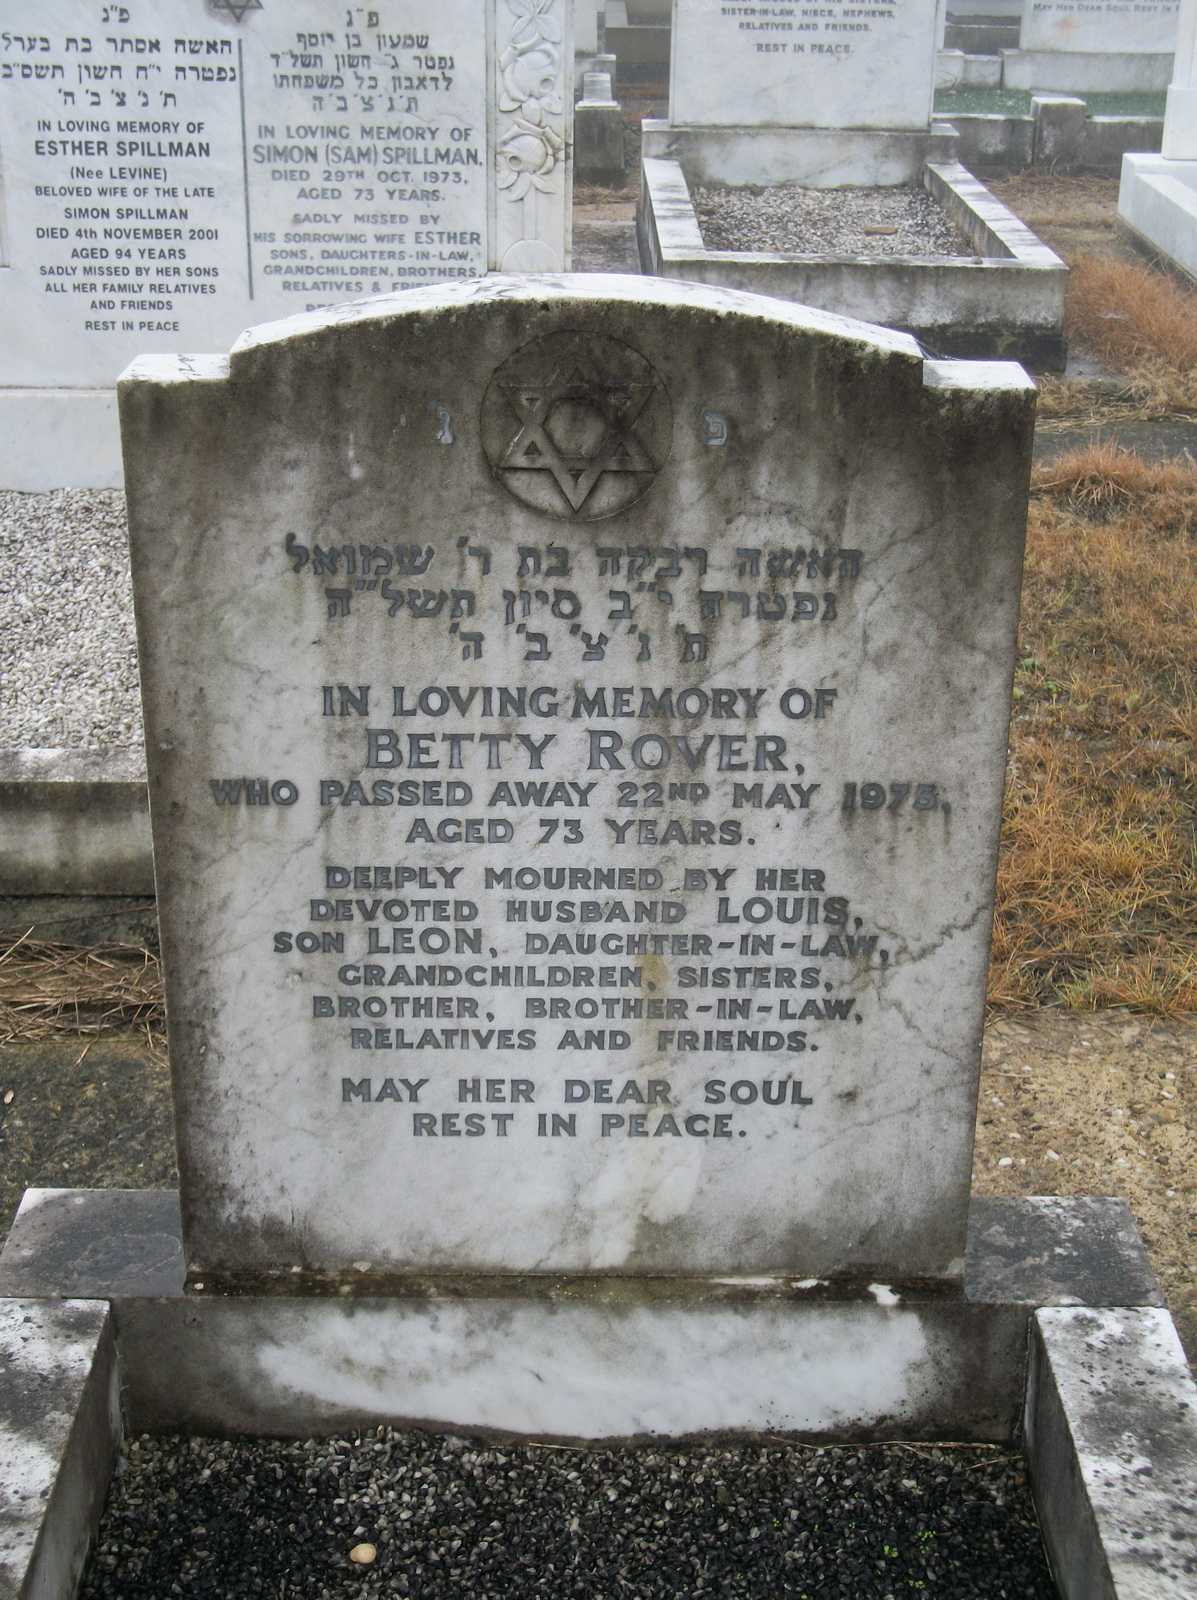 פ"נ
האשה אסתר בת בערל
נפטרה י"ח חשון תשס"ב
ת' נ' צ' ב' ה'
IN LOVING MEMORY OF
ESTHER SPILLMAN
(Nee LEVINE)
BELOVED WIFE OF THE LATE
SIMON SPILLMAN
DIED 4th NOVEMBER 2001
AGED 94 YEARS
SADLY MISSED BY HER SONS
ALL HER FAMILY RELATIVES
AND FRIENDS
REST IN PEACE
פ"נ
שמעון בן יוסף
נפטר ג' חשון תשל"ד
לדאבון כל משפחתו
ת'נ'צ'ב'ה
IN LOVING MEMORY OF
SIMON (SAM) SPILLMAN,
DIED 29TH OCT. 1973,
AGED 73 YEARS.
SADLY MISSED BY
HIS SORROWING WIFE ESTHER
SONS, DAUGHTERS-IN-LAW,
GRANDCHILDREN, BROTHERS,
RELATIVES &
SISTER-IN-LAW, NIECE, NEPHEWS,
RELATIVES AND FRIENDS.
REST IN PEACE.
MAY HER DEAR SOUL REST IN
פ נ
האשה רבקה בת ר' שמואל
נפטרה י"ב סיון תשל"ה
ת' נ' צ' ב' ה'
IN LOVING MEMORY OF
BETTY ROVER,
WHO PASSED AWAY 22ND MAY 1975,
AGED 73 YEARS.
DEEPLY MOURNED BY HER
DEVOTED HUSBAND LOUIS,
SON LEON, DAUGHTER-IN-LAW,
GRANDCHILDREN, SISTERS,
BROTHER, BROTHER-IN-LAW,
RELATIVES AND FRIENDS.
MAY HER DEAR SOUL
REST IN PEACE.